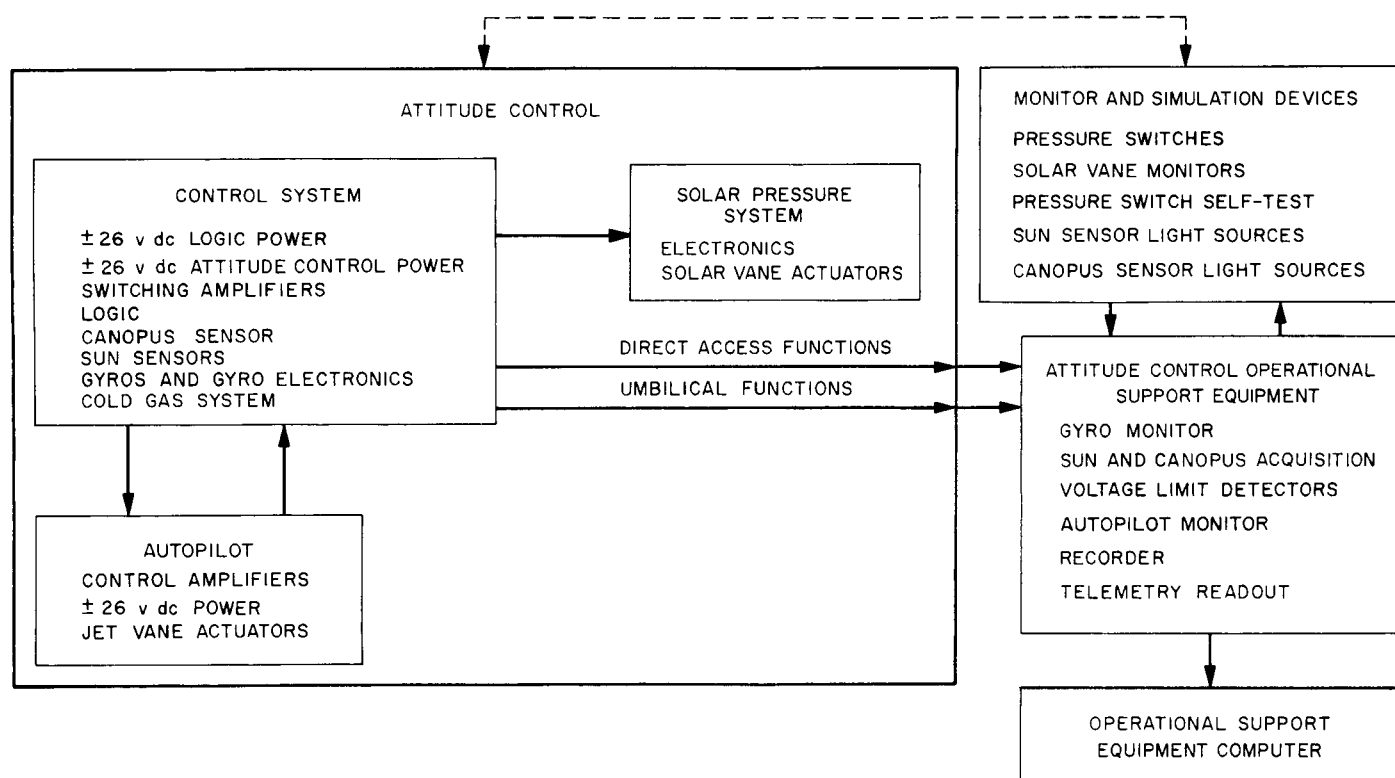 ATTITUDE CONTROL
CONTROL SYSTEM
± 26 v dc LOGIC POWER
± 26 v dc ATTITUDE CONTROL POWER
SWITCHING AMPLIFIERS
LOGIC
CANOPUS SENSOR
SUN SENSORS
GYROS AND GYRO ELECTRONICS
COLD GAS SYSTEM
SOLAR PRESSURE
SYSTEM
ELECTRONICS
SOLAR VANE ACTUATORS
DIRECT ACCESS FUNCTIONS
UMBILICAL FUNCTIONS
AUTOPILOT
CONTROL AMPLIFIERS
± 26 v dc POWER
JET VANE ACTUATORS
MONITOR AND SIMULATION DEVICES
PRESSURE SWITCHES
SOLAR VANE MONITORS
PRESSURE SWITCH SELF-TEST
SUN SENSOR LIGHT SOURCES
CANOPUS SENSOR LIGHT SOURCES
ATTITUDE CONTROL OPERATIONAL
SUPPORT EQUIPMENT
GYRO MONITOR
SUN AND CANOPUS ACQUISITION
VOLTAGE LIMIT DETECTORS
AUTOPILOT MONITOR
RECORDER
TELEMETRY READOUT
OPERATIONAL SUPPORT
EQUIPMENT COMPUTER